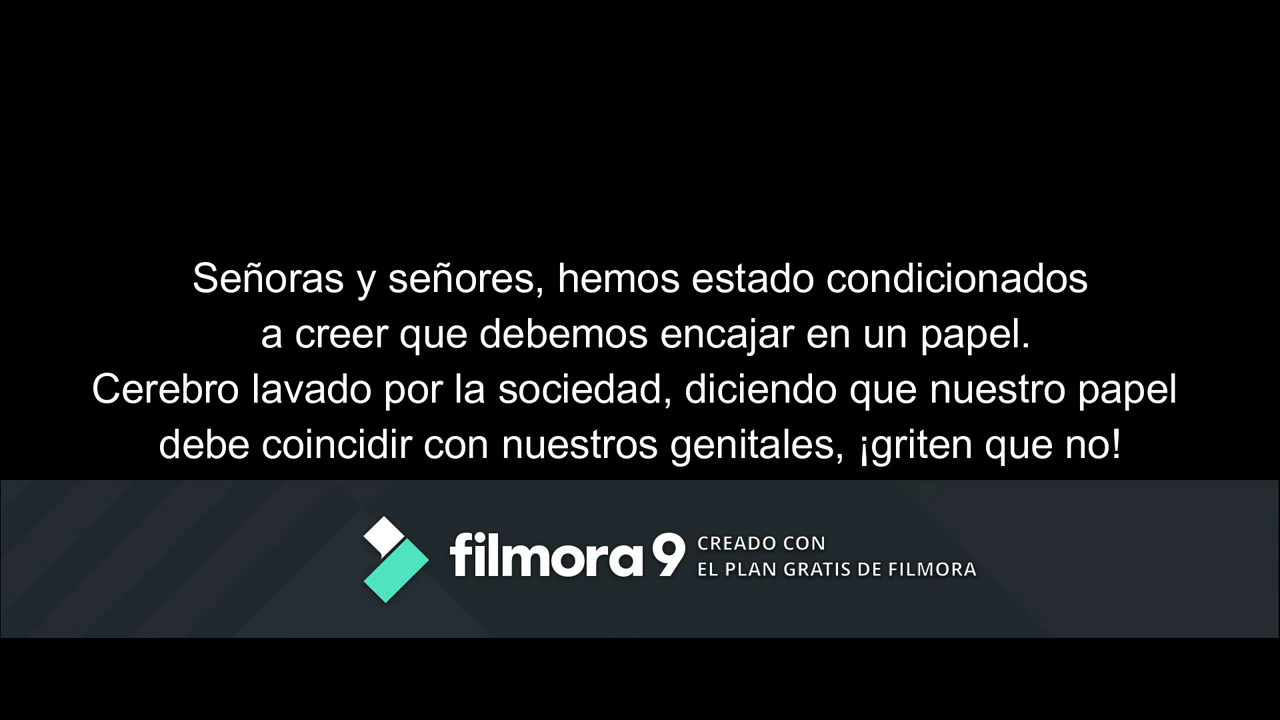 Señoras y señores, hemos estado condicionados
a creer que debemos encajar en un papel.
Cerebro lavado por la sociedad, diciendo que nuestro papel
debe coincidir con nuestros genitales, ¡griten que no!
filmora9 CREADO CON
EL PLAN GRATIS DE FILMORA